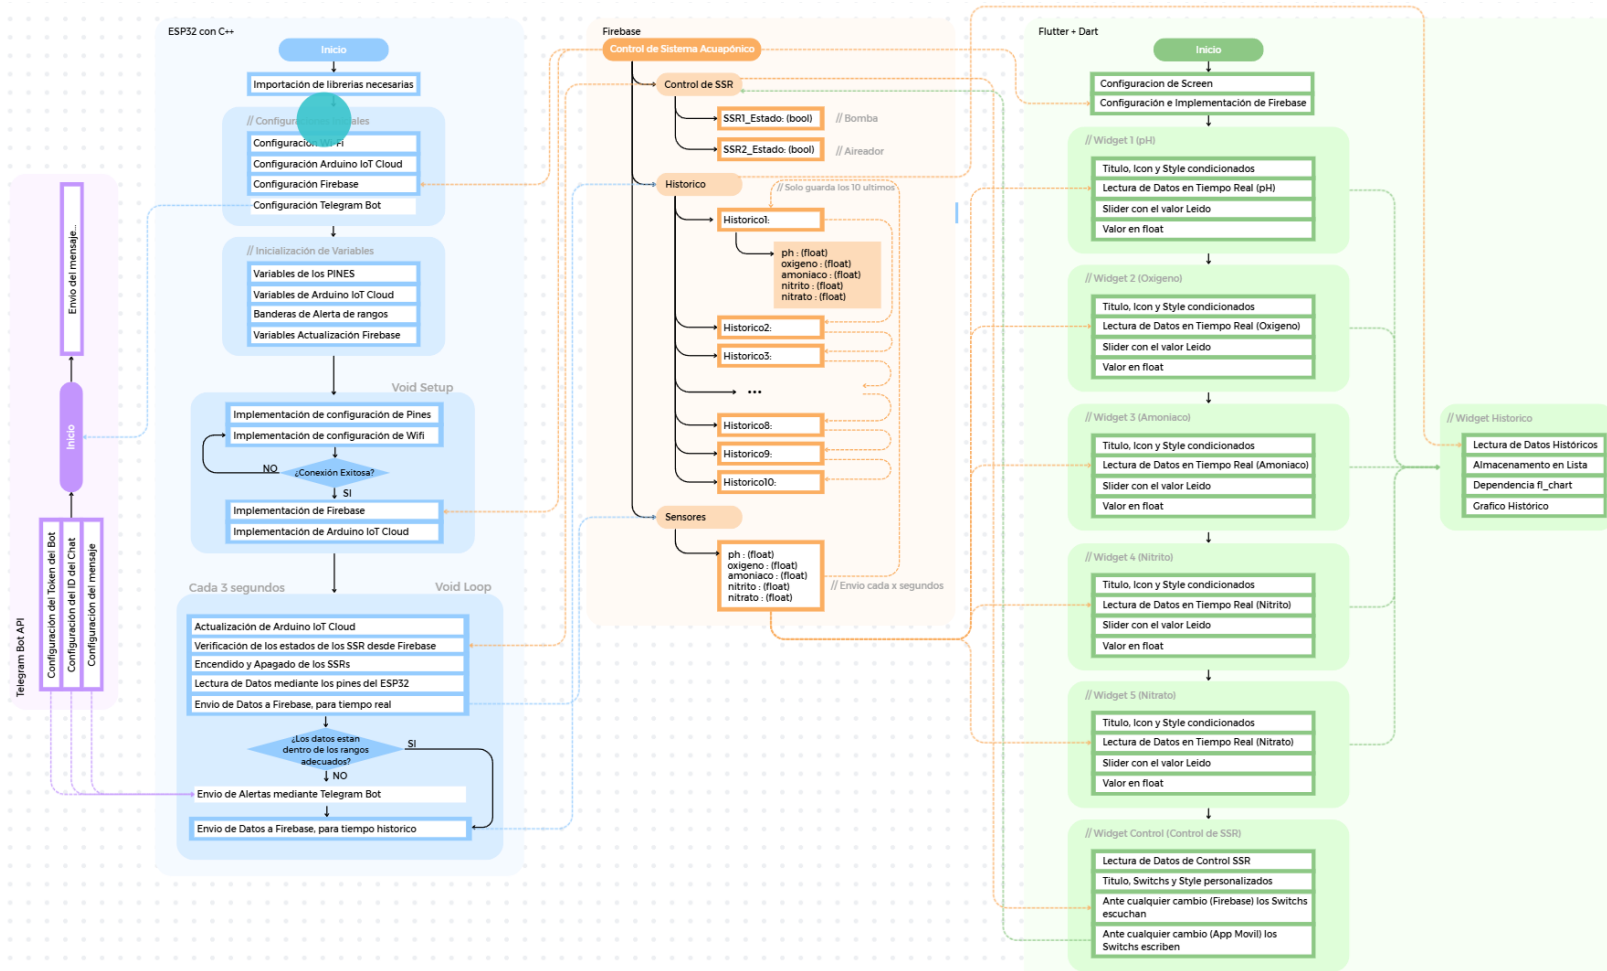 ESP32 con C++
Inicio
Importación de librerias necesarias
// Configuraciones Iniciales
Configuración Wi-Fi
Configuración Arduino IoT Cloud
Configuración Firebase
Configuración Telegram Bot
// Inicialización de Variables
Variables de los PINES
Variables de Arduino IoT Cloud
Banderas de Alerta de rangos
Variables Actualización Firebase
Void Setup
Implementación de configuración de Pines
Implementación de configuración de Wifi
¿Conexión Exitosa?
NO
SI
Implementación de Firebase
Implementación de Arduino IoT Cloud
Cada 3 segundos
Void Loop
Actualización de Arduino IoT Cloud
Verificación de los estados de los SSR desde Firebase
Encendido y Apagado de los SSRs
Lectura de Datos mediante los pines del ESP32
Envio de Datos a Firebase, para tiempo real
¿Los datos estan
dentro de los rangos
adecuados?
SI
NO
Envio de Alertas mediante Telegram Bot
Envio de Datos a Firebase, para tiempo historico
Telegram Bot API
Envio del mensaje...
Inicio
Configuración del Token del Bot
Configuración del ID del Chat
Configuración del mensaje
Firebase
Control de Sistema Acuapónico
Control de SSR
SSR1_Estado: (bool)
// Bomba
SSR2_Estado: (bool)
// Aireador
Historico
// Solo guarda los 10 ultimos
Historico1:
ph : (float)
oxigeno : (float)
amoniaco : (float)
nitrito : (float)
nitrato : (float)
Historico2:
Historico3:
...
Historico8:
Historico9:
Historico10:
Sensores
ph : (float)
oxigeno : (float)
amoniaco : (float)
nitrito : (float)
nitrato : (float)
// Envio cada x segundos
Flutter + Dart
Inicio
Configuracion de Screen
Configuración e Implementación de Firebase
// Widget 1 (pH)
Titulo, Icon y Style condicionados
Lectura de Datos en Tiempo Real (pH)
Slider con el valor Leido
Valor en float
// Widget 2 (Oxigeno)
Titulo, Icon y Style condicionados
Lectura de Datos en Tiempo Real (Oxigeno)
Slider con el valor Leido
Valor en float
// Widget 3 (Amoniaco)
Titulo, Icon y Style condicionados
Lectura de Datos en Tiempo Real (Amoniaco)
Slider con el valor Leido
Valor en float
// Widget 4 (Nitrito)
Titulo, Icon y Style condicionados
Lectura de Datos en Tiempo Real (Nitrito)
Slider con el valor Leido
Valor en float
// Widget 5 (Nitrato)
Titulo, Icon y Style condicionados
Lectura de Datos en Tiempo Real (Nitrato)
Slider con el valor Leido
Valor en float
// Widget Control (Control de SSR)
Lectura de Datos de Control SSR
Titulo, Switchs y Style personalizados
Ante cualquier cambio (Firebase) los Switchs
escuchan
Ante cualquier cambio (App Movil) los
Switchs escriben
// Widget Historico
Lectura de Datos Históricos
Almacenamento en Lista
Dependencia fl_chart
Grafico Histórico